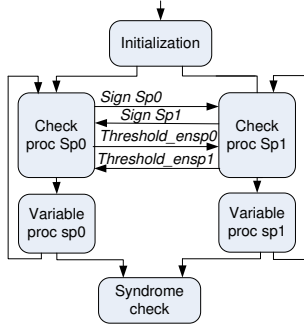 Initialization
Sign Sp0
Sign Sp1
Threshold_ensp0
Threshold_ensp1
Check
proc Sp0
Check
proc Sp1
Variable
proc sp0
Variable
proc sp1
Syndrome
check